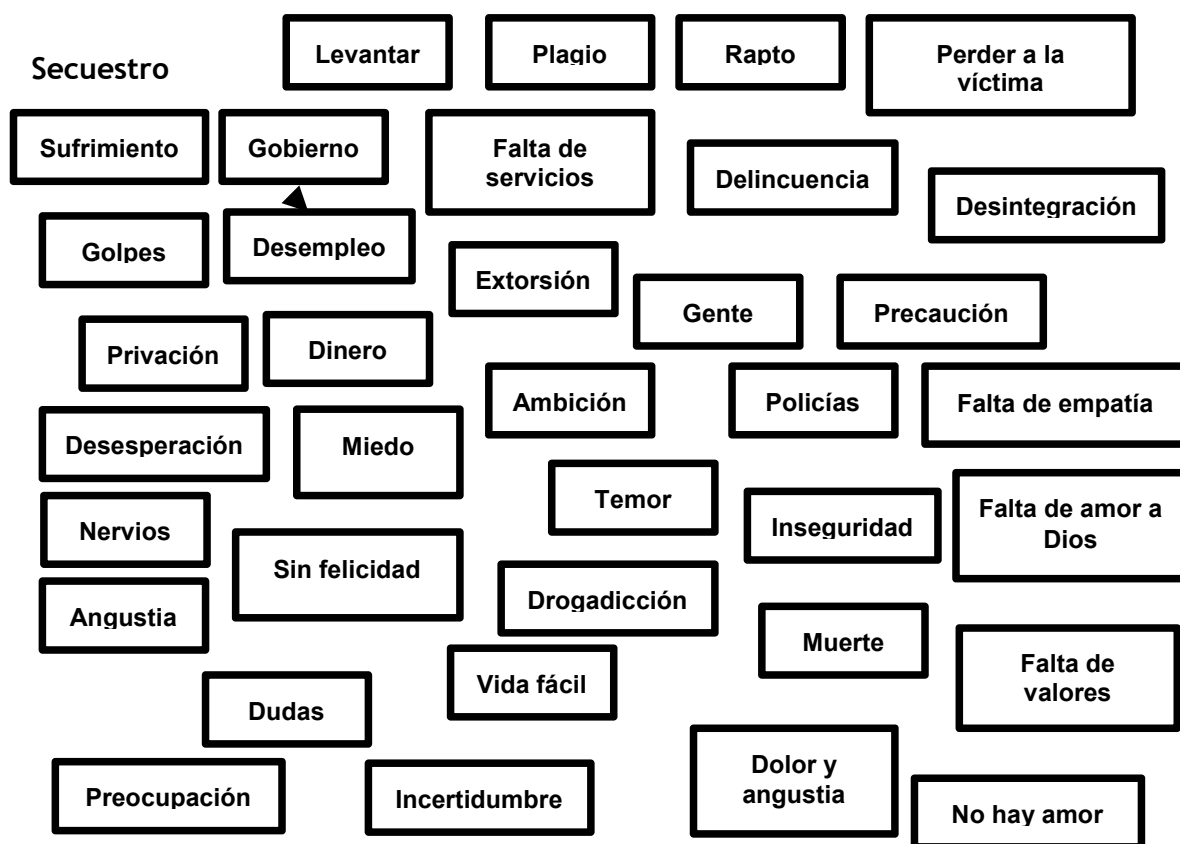 Secuestro
Levantar
Plagio
Rapto
Perder a la
víctima
Sufrimiento
Gobierno
Falta de
servicios
Delincuencia
Desintegración
Golpes
Desempleo
Extorsión
Gente
Precaución
Privación
Dinero
Ambición
Policías
Falta de empatía
Desesperación
Miedo
Temor
Inseguridad
Falta de amor a
Dios
Nervios
Sin felicidad
Drogadicción
Angustia
Muerte
Falta de
valores
Vida fácil
Dudas
Dolor y
angustia
Preocupación
Incertidumbre
No hay amor